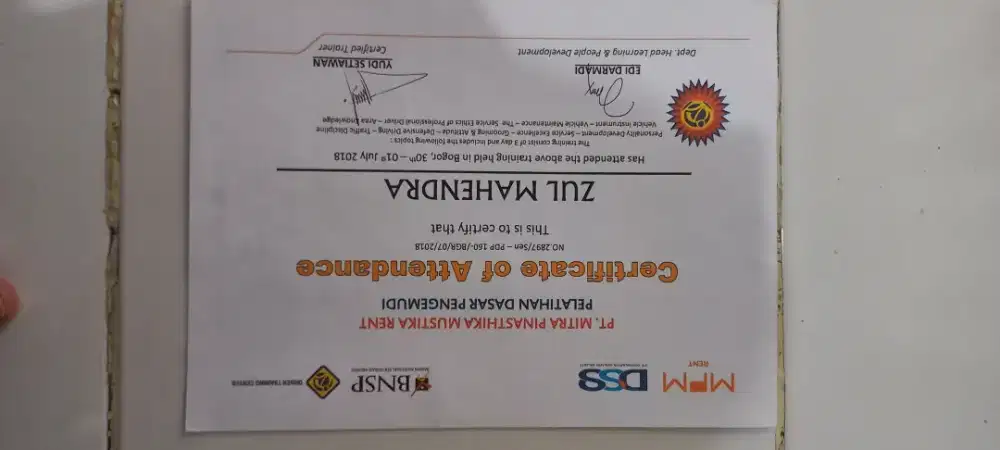 MPM
RENT
DSS
BNSP
DRIVER TRAINING CENTER
PT. MITRA PINASTHIKA MUSTIKA RENT
PELATIHAN DASAR PENGEMUDI
Certificate of Attendance
NO.2897/Sen – PDP – 160-/BGR/07/2018
This is to certify that
ZUL MAHENDRA
Has attended the above training held in Bogor, 30th – 01st July 2018
The training consist of 3 day and Includes the following topics :
Personality Development – Service Excellence – Grooming & Attitude – Defensive Driving – Traffic Discipline
Vehicle Instrument – Vehicle Maintenance – The Service Ethics of Professional Driver – Area Knowledge
EDI DARMADI
Dept. Head Learning & People Development
YUDI SETIAWAN
Certified Trainer